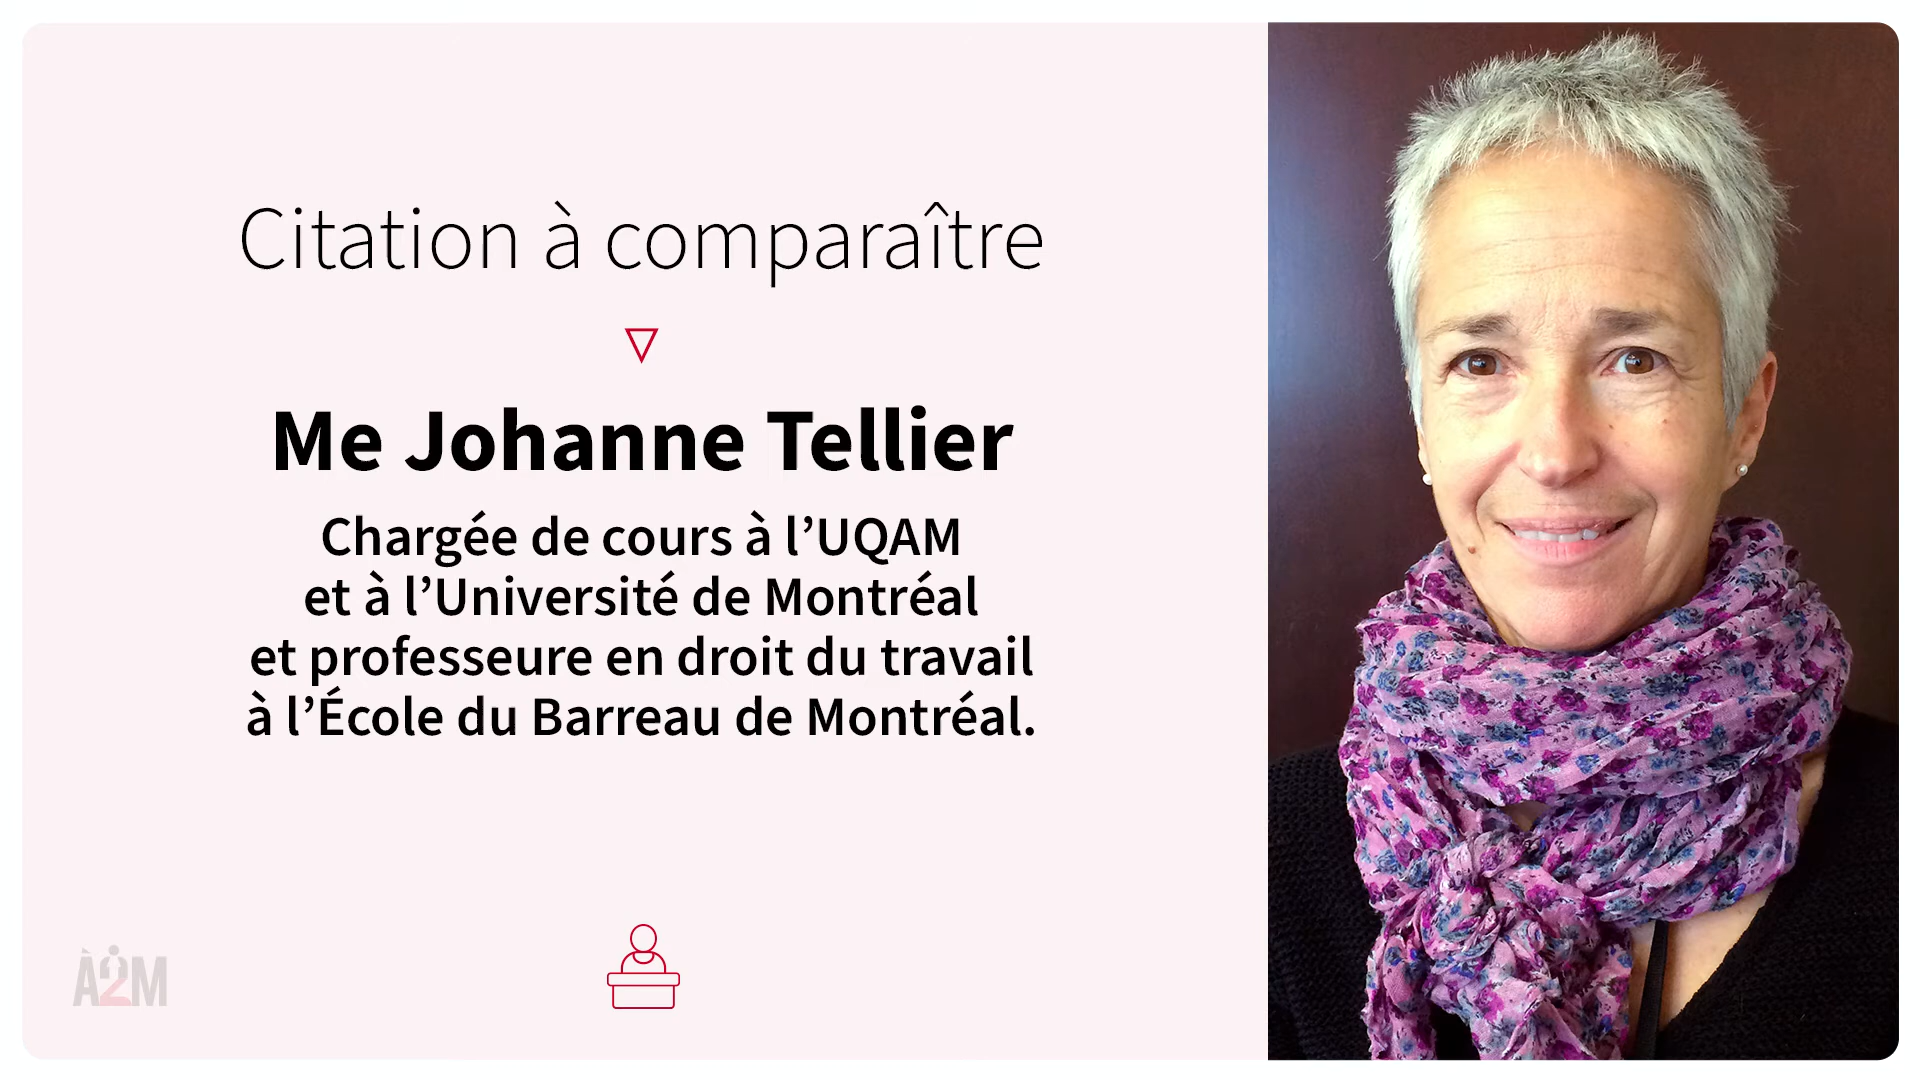 Citation à comparaître
Me Johanne Tellier
Chargée de cours à l’UQAM
et à l’Université de Montréal
et professeure en droit du travail
à l’École du Barreau de Montréal.
À2M